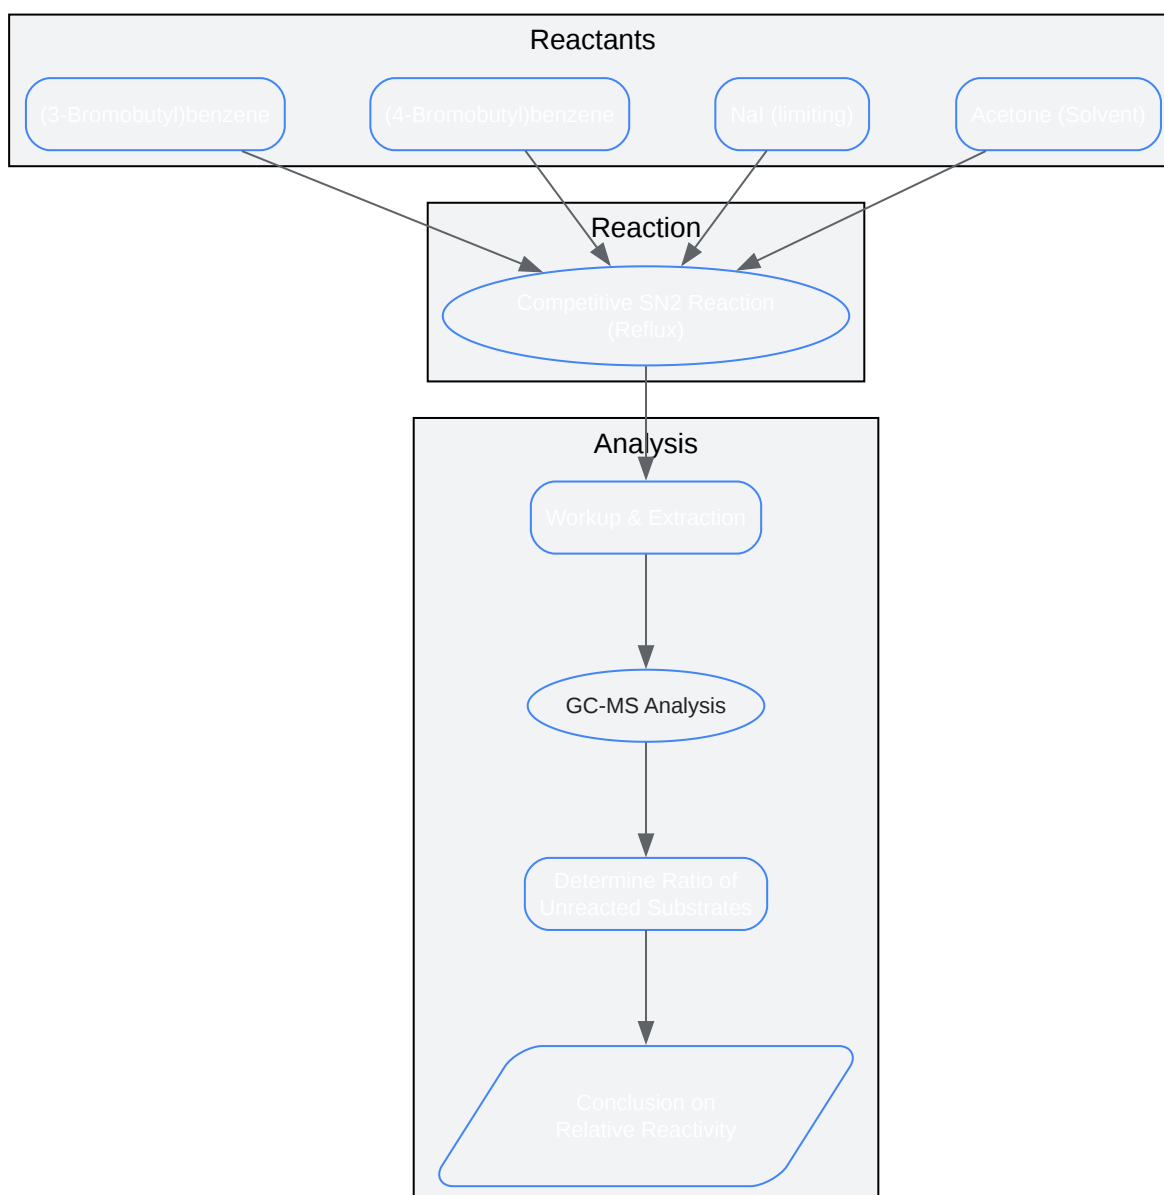 Reactants
(3-Bromobutyl)benzene
(4-Bromobutyl)benzene
NaI (limiting)
Acetone (Solvent)
Reaction
Competitive SN2 Reaction
(Reflux)
Analysis
Workup & Extraction
GC-MS Analysis
Determine Ratio of
Unreacted Substrates
Conclusion on
Relative Reactivity